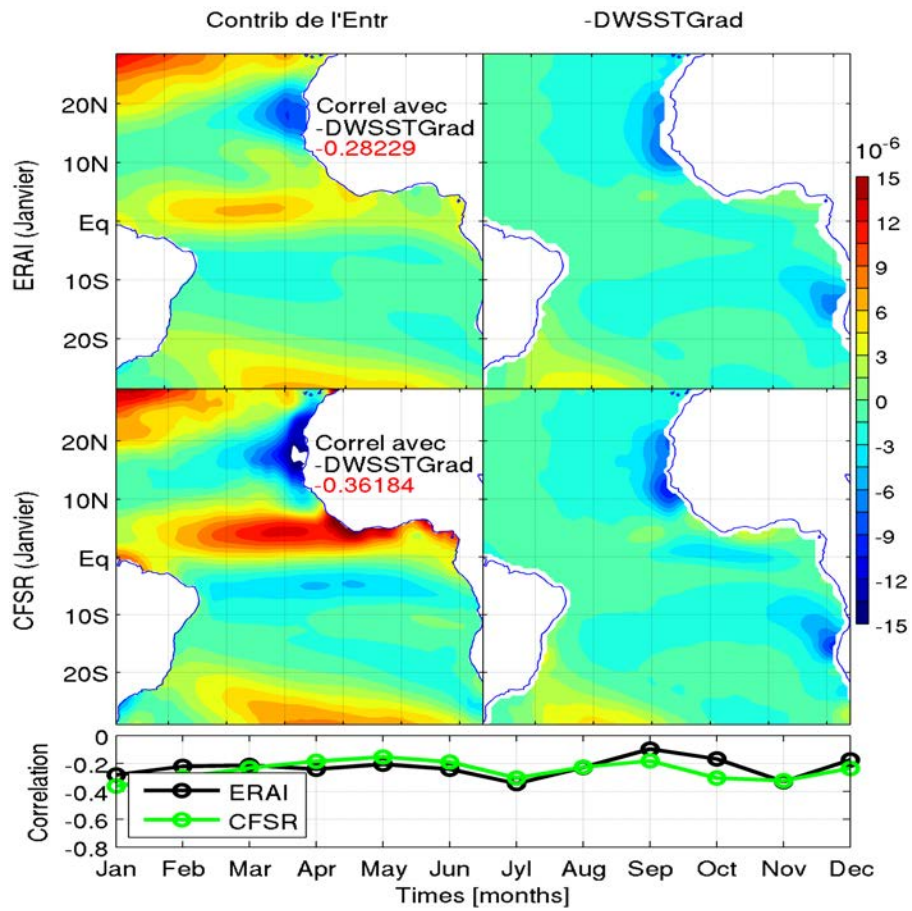 Contrib de l'Entr
-DWSSTGrad
ERAI (Janvier)
20N
10N
Eq
10S
20S
Correl avec
-DWSSTGrad
-0.28229
CFSR (Janvier)
20N
10N
Eq
10S
20S
Correl avec
-DWSSTGrad
-0.36184
10^-6
15
12
9
6
3
0
-3
-6
-9
-12
-15
Correlation
0
-0.2
-0.4
-0.6
-0.8
ERAI
CFSR
Jan Feb Mar Apr May Jun Jyl Aug Sep Oct Nov Dec
Times [months]